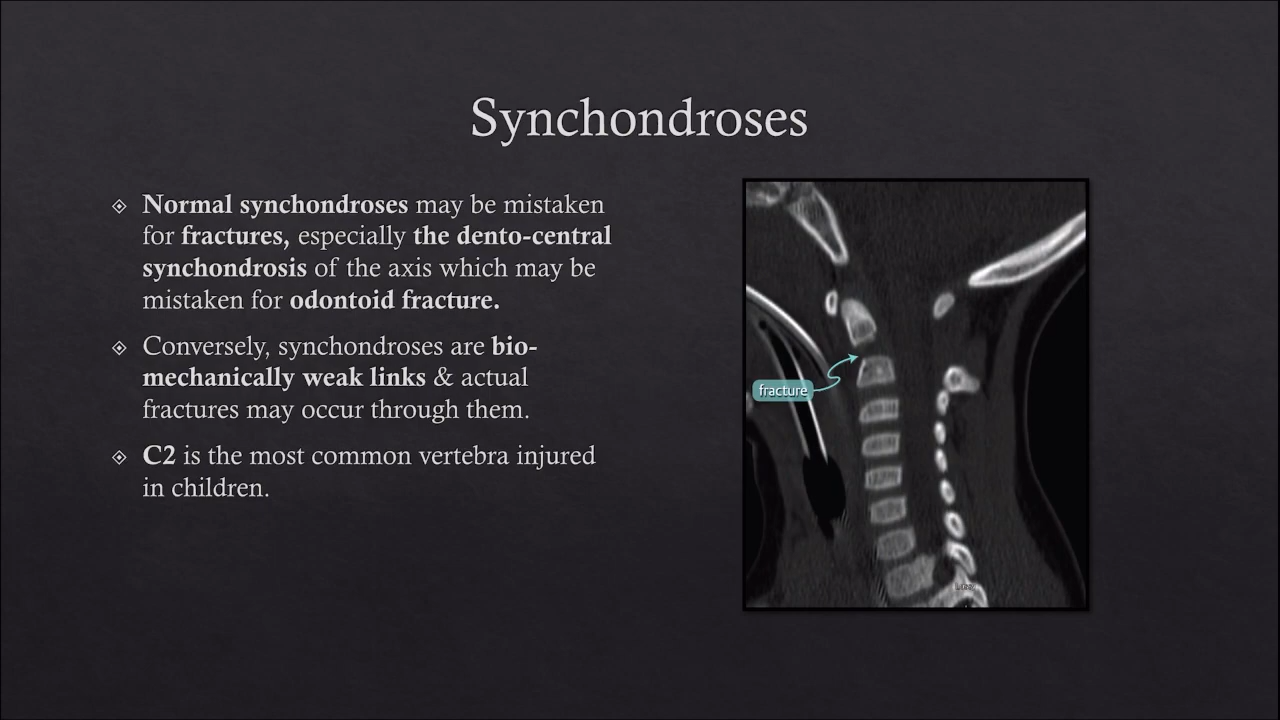 Synchondroses
Normal synchondroses may be mistaken
for fractures, especially the dento-central
synchondrosis of the axis which may be
mistaken for odontoid fracture.
Conversely, synchondroses are bio-
mechanically weak links & actual
fractures may occur through them.
C2 is the most common vertebra injured
in children.
fracture